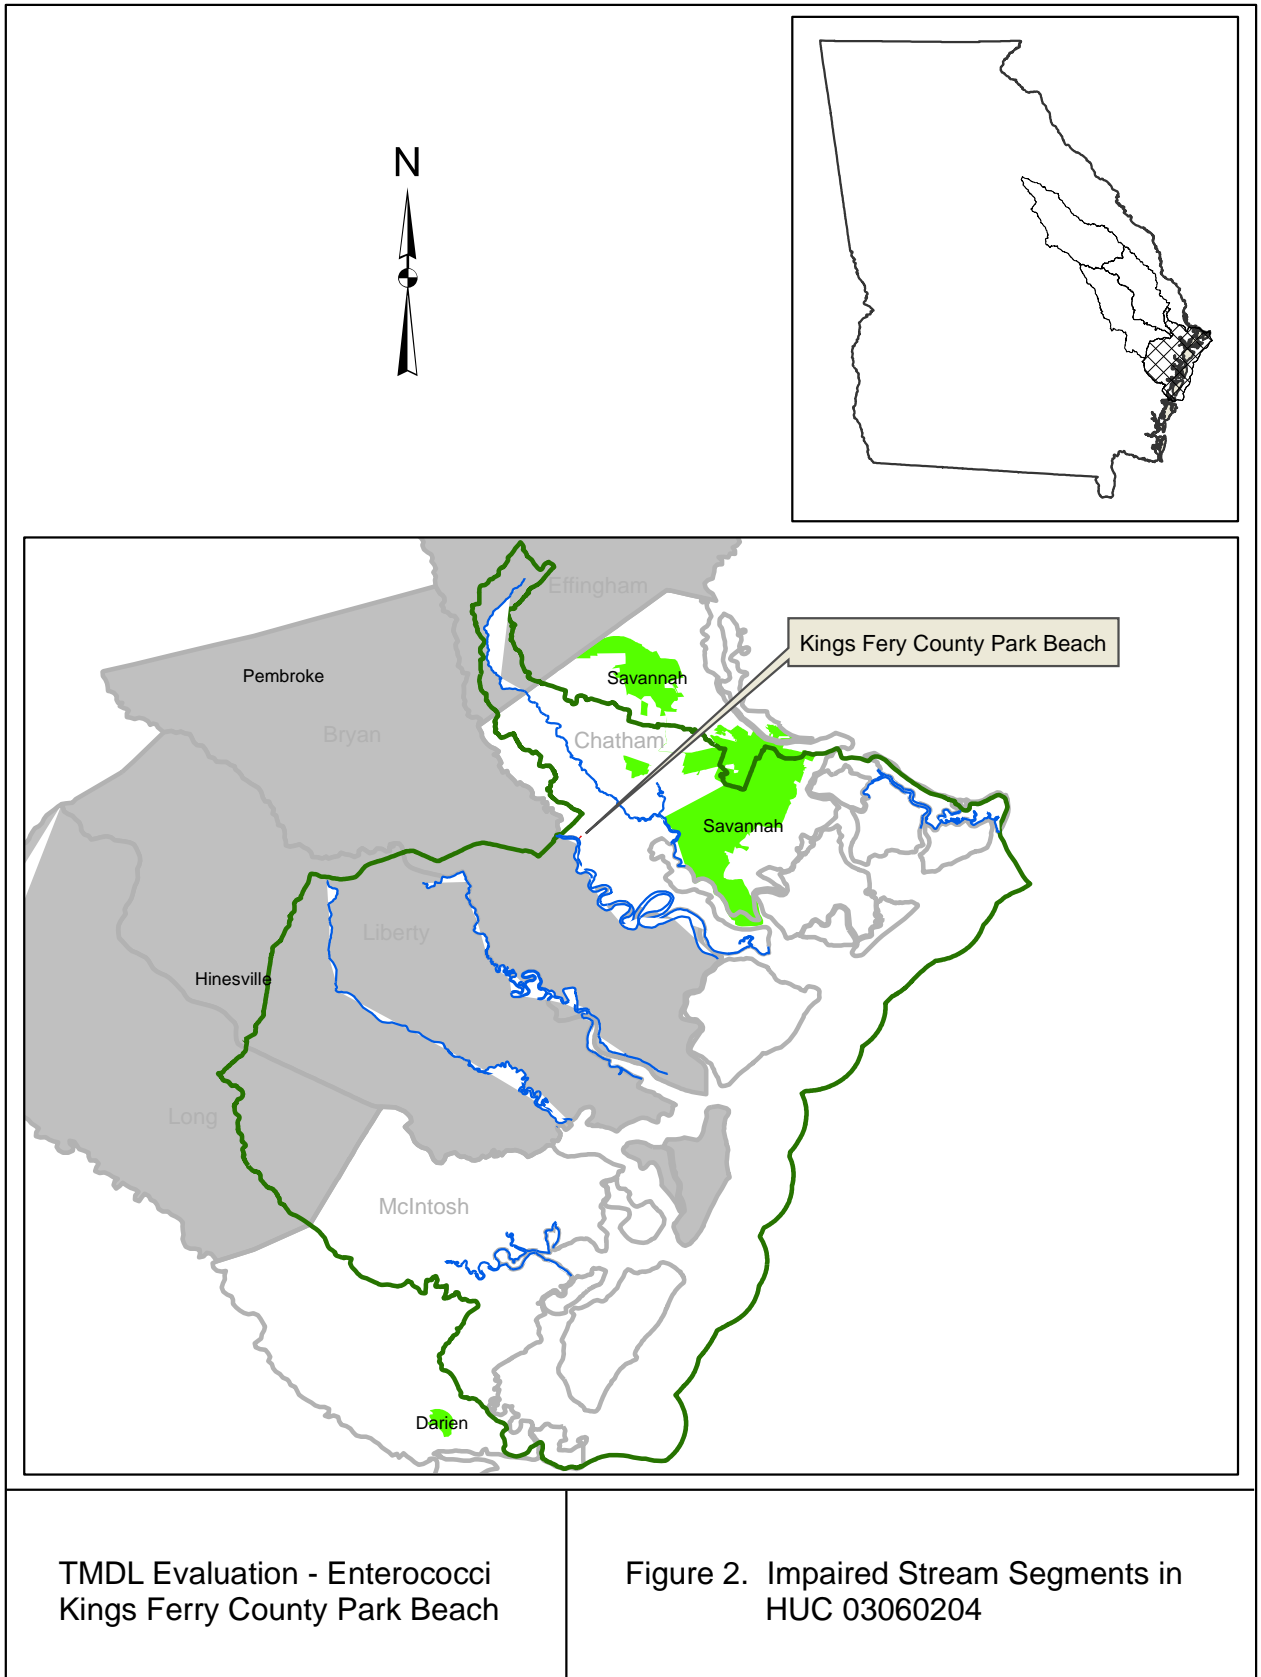 N
Effingham
Kings Fery County Park Beach
Pembroke
Savannah
Bryan
Chatham
Savannah
Liberty
Hinesville
Long
McIntosh
Darien
TMDL Evaluation - Enterococci
Kings Ferry County Park Beach
Figure 2.  Impaired Stream Segments in
HUC 03060204